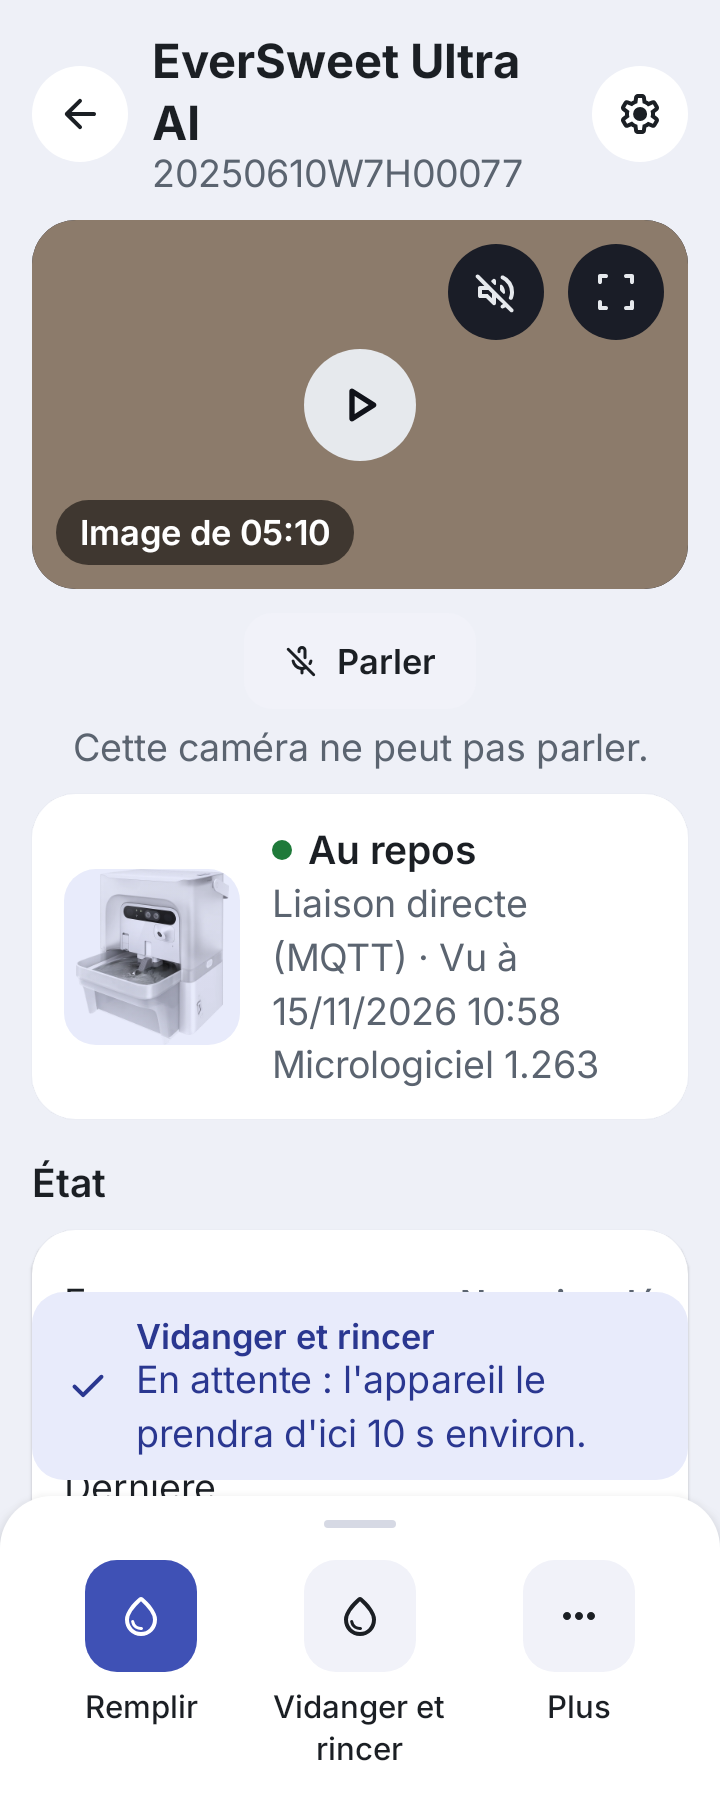 EverSweet Ultra
AI
20250610W7H00077
Image de 05:10
Parler
Cette caméra ne peut pas parler.
Au repos
Liaison directe
(MQTT) · Vu à
15/11/2026 10:58
Micrologiciel 1.263
État
Vidanger et rincer
En attente : l'appareil le
prendra d'ici 10 s environ.
Dernière
Remplir
Vidanger et
rincer
Plus